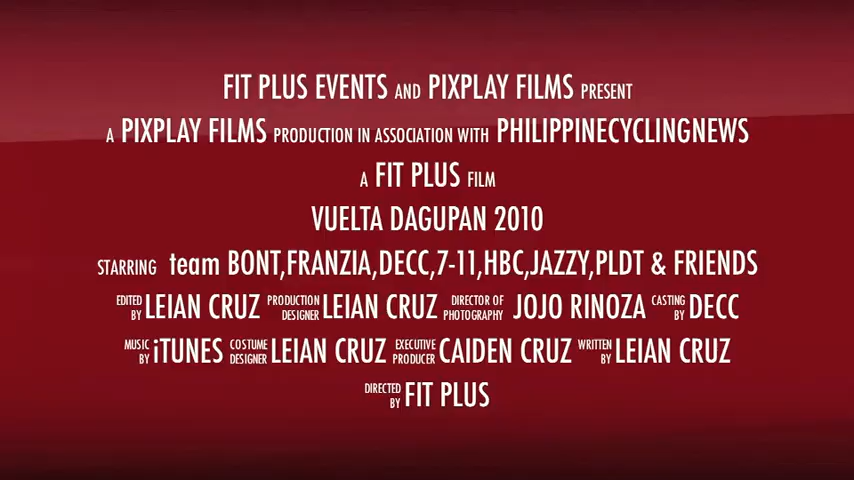 FIT PLUS EVENTS AND PIXPLAY FILMS PRESENT
A PIXPLAY FILMS PRODUCTION IN ASSOCIATION WITH PHILIPPINECYCLINGNEWS
A FIT PLUS FILM
VUELTA DAGUPAN 2010
STARRING team BONT,FRANZIA,DECC,7-11,HBC,JAZZY,PLDT & FRIENDS
EDITED BY LEIAN CRUZ PRODUCTION DESIGNER LEIAN CRUZ DIRECTOR OF PHOTOGRAPHY JOJO RINOZA CASTING BY DECC
MUSIC BY iTUNES COSTUME DESIGNER LEIAN CRUZ EXECUTIVE PRODUCER CAIDEN CRUZ WRITTEN BY LEIAN CRUZ
DIRECTED BY FIT PLUS